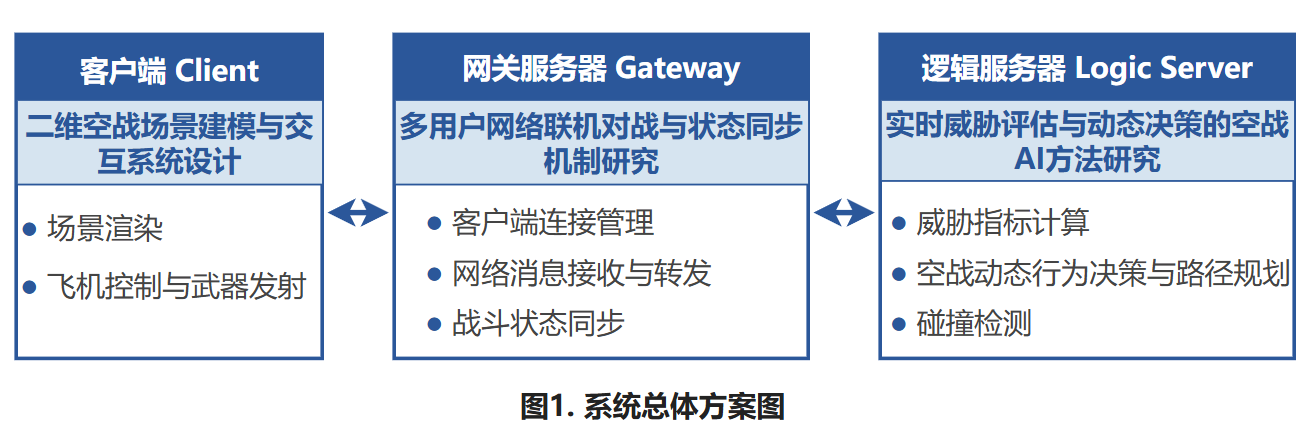 客户端 Client
二维空战场景建模与交
互系统设计
● 场景渲染
● 飞机控制与武器发射
网关服务器 Gateway
多用户网络联机对战与状态同步
机制研究
● 客户端连接管理
● 网络消息接收与转发
● 战斗状态同步
逻辑服务器 Logic Server
实时威胁评估与动态决策的空战
AI方法研究
● 威胁指标计算
● 空战动态行为决策与路径规划
● 碰撞检测
图1. 系统总体方案图